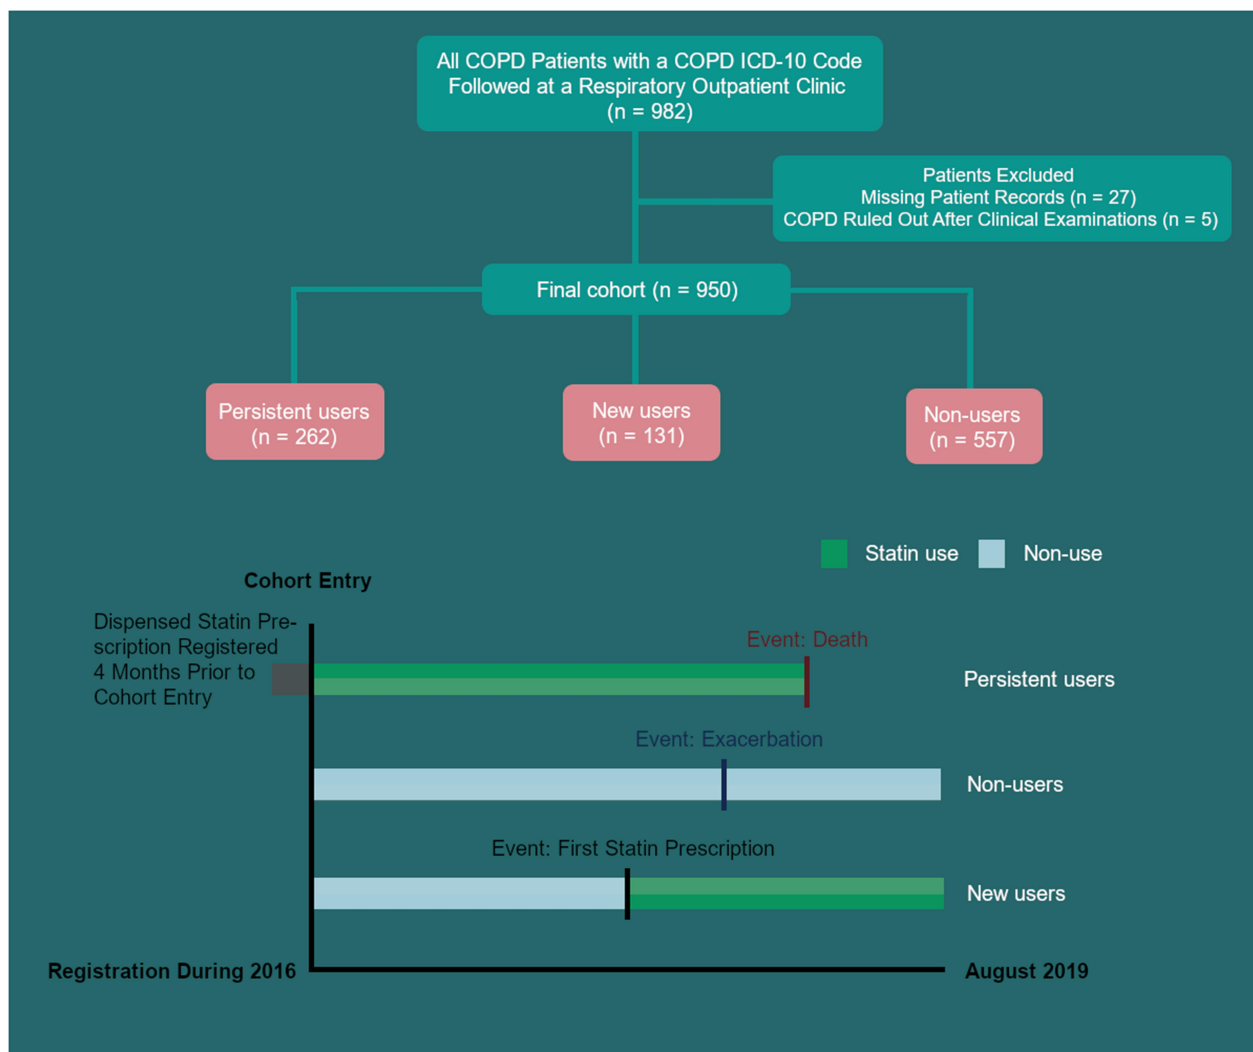 All COPD Patients with a COPD ICD-10 Code
Followed at a Respiratory Outpatient Clinic
(n = 982)
Patients Excluded
Missing Patient Records (n = 27)
COPD Ruled Out After Clinical Examinations (n = 5)
Final cohort (n = 950)
Persistent users
(n = 262)
New users
(n = 131)
Non-users
(n = 557)
Statin use
Non-use
Cohort Entry
Dispensed Statin Pre-
scription Registered
4 Months Prior to
Cohort Entry
Event: Death
Persistent users
Event: Exacerbation
Non-users
Event: First Statin Prescription
New users
Registration During 2016
August 2019